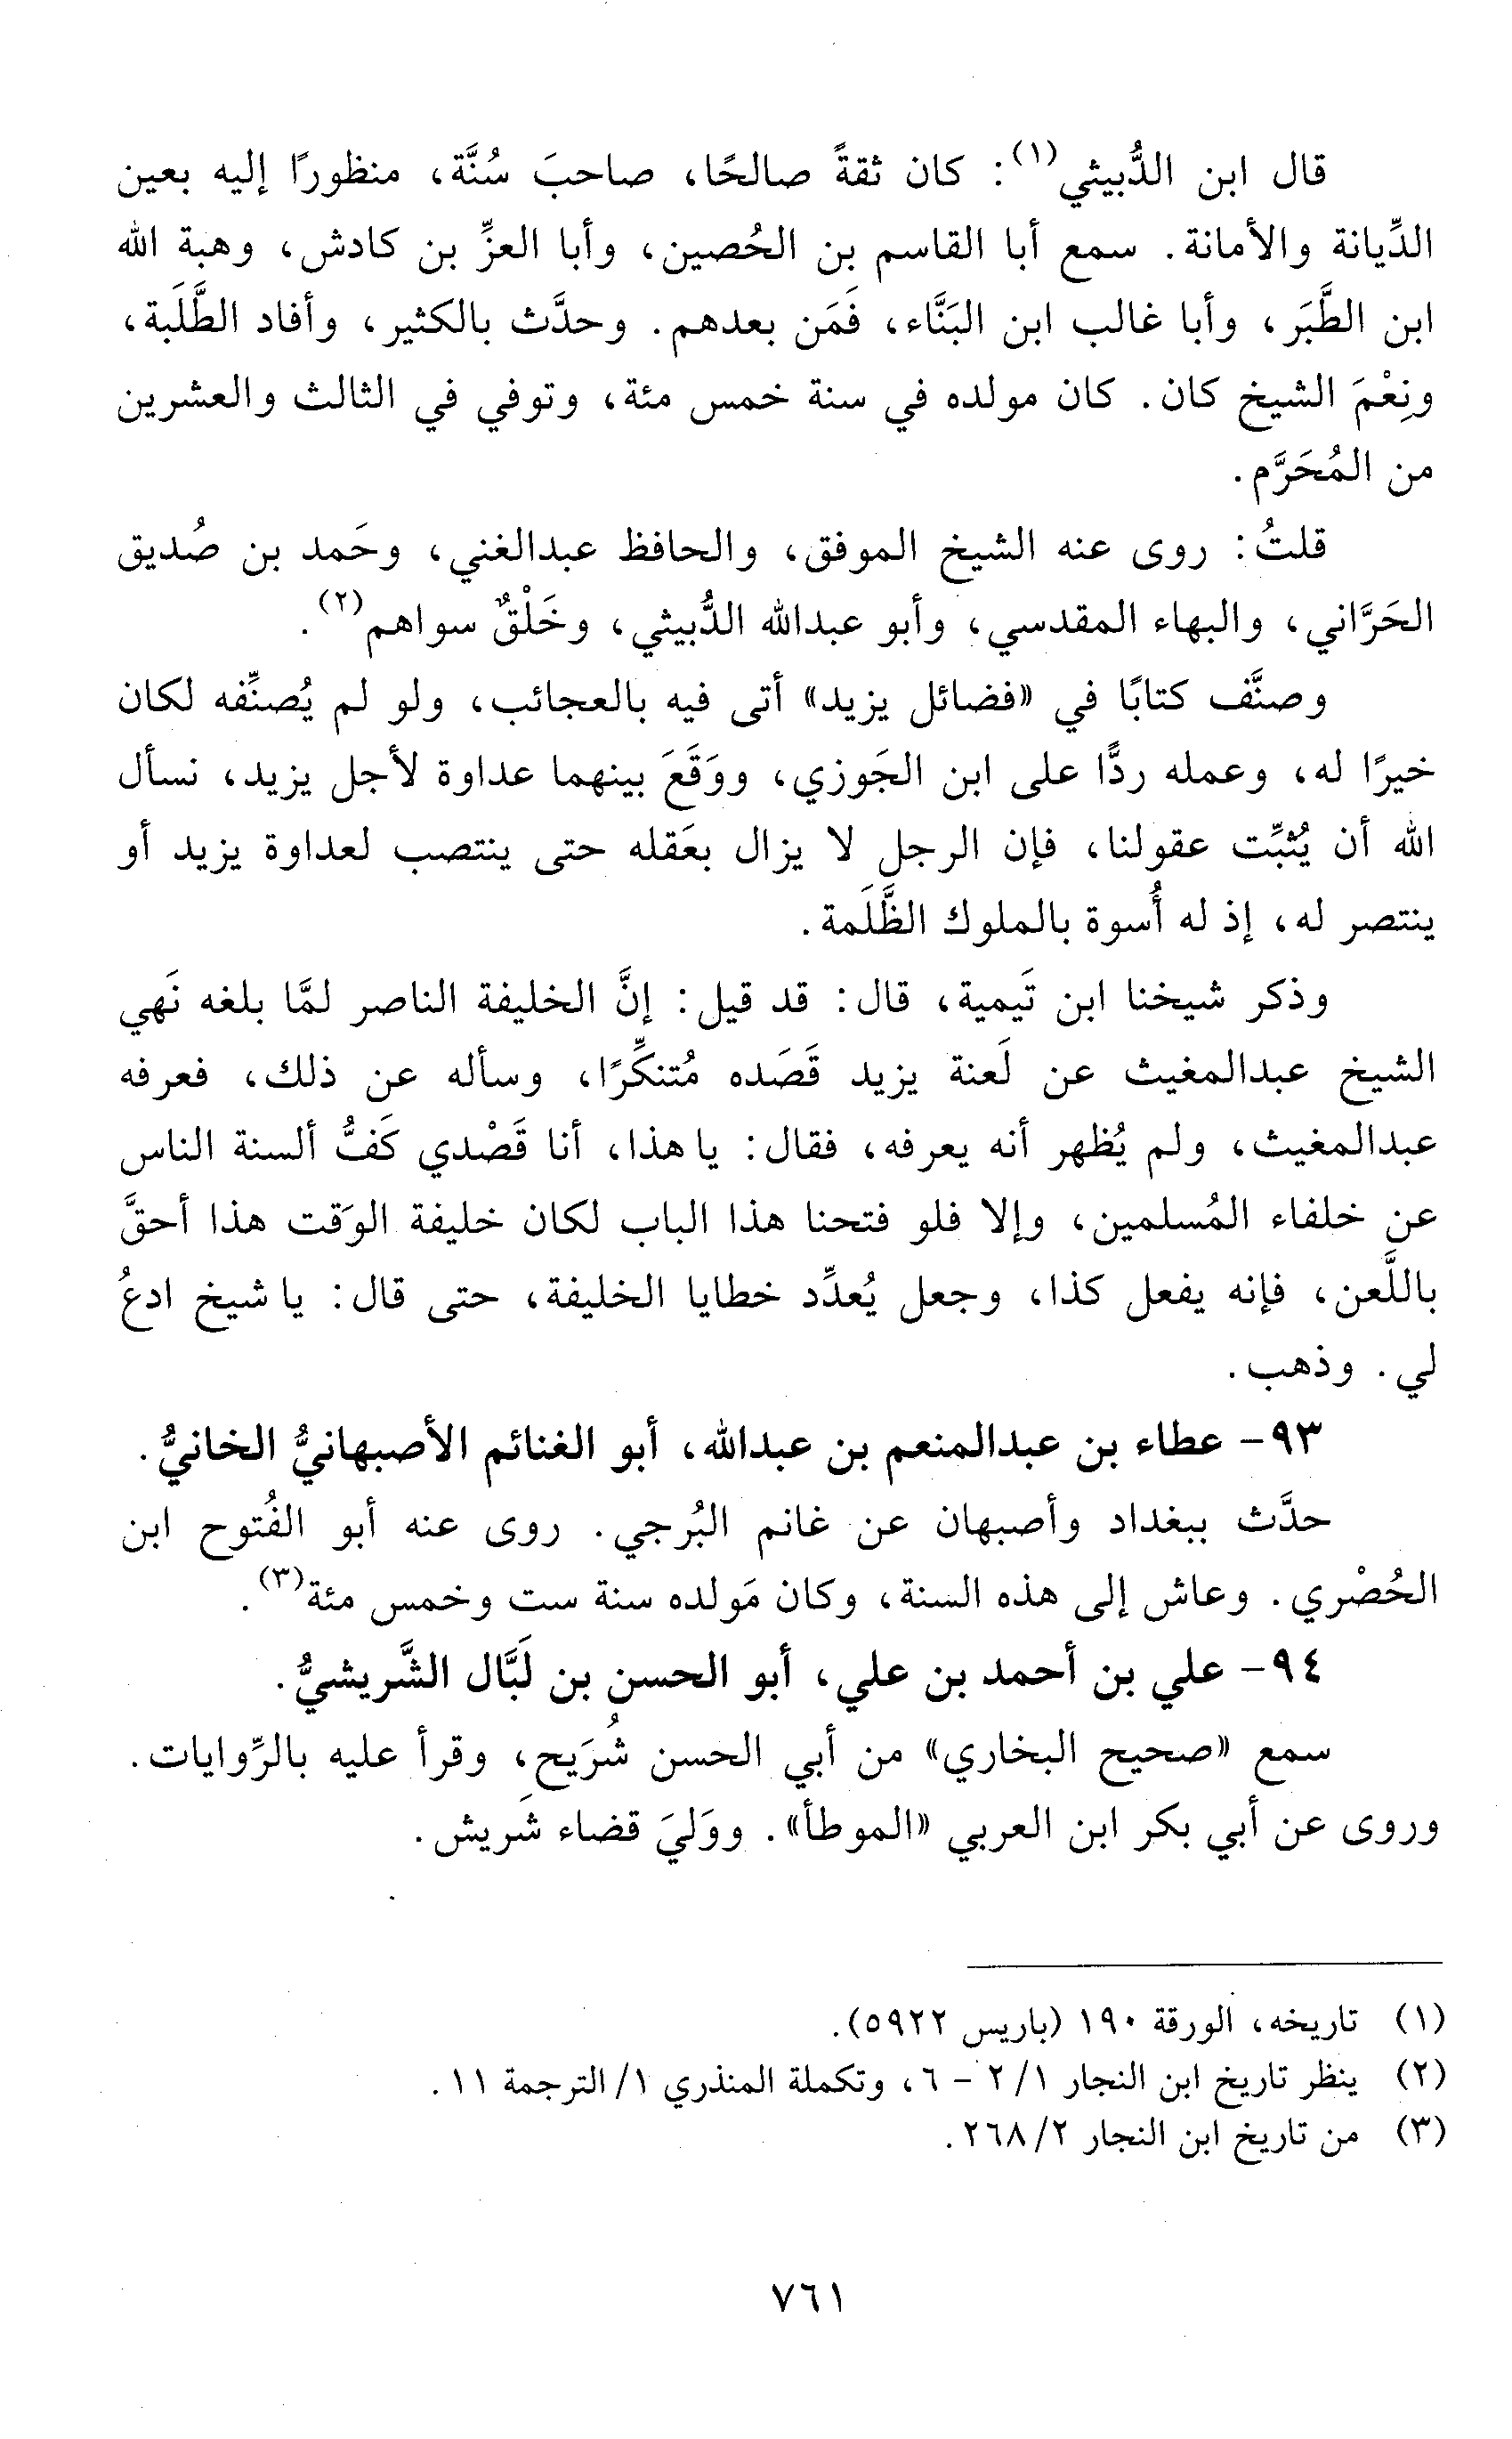 قال ابن الدُّبيثي(١): كان ثقةً صالحًا، صاحبَ سُنَّة، منظورًا إليه بعين
الدِّيانة والأمانة. سمع أبا القاسم بن الحُصين، وأبا العزِّ بن كادش، وهبة الله
ابن الطَّبَر، وأبا غالب ابن البَنَّاء، فَمَن بعدهم. وحدَّث بالكثير، وأفاد الطَّلَبة،
ونِعْمَ الشيخ كان. كان مولده في سنة خمس مئة، وتوفي في الثالث والعشرين
من المُحَرَّم.
قلتُ: روى عنه الشيخ الموفق، والحافظ عبدالغني، وحَمد بن صُديق
الحَرَّاني، والبهاء المقدسي، وأبو عبدالله الدُّبيثي، وخَلْقٌ سواهم(٢).
وصنَّف كتابًا في «فضائل يزيد» أتى فيه بالعجائب، ولو لم يُصنِّفه لكان
خيرًا له، وعمله ردًّا على ابن الجَوزي، ووَقَعَ بينهما عداوة لأجل يزيد، نسأل
الله أن يُثبِّت عقولنا، فإن الرجل لا يزال بعَقله حتى ينتصب لعداوة يزيد أو
ينتصر له، إذ له أُسوة بالملوك الظَّلَمة.
وذكر شيخنا ابن تَيمية، قال: قد قيل: إنَّ الخليفة الناصر لمَّا بلغه نَهي
الشيخ عبدالمغيث عن لَعنة يزيد قَصَده مُتنكِّرًا، وسأله عن ذلك، فعرفه
عبدالمغيث، ولم يُظهر أنه يعرفه، فقال: يا هذا، أنا قَصْدي كَفُّ ألسنة الناس
عن خلفاء المُسلمين، وإلا فلو فتحنا هذا الباب لكان خليفة الوَقت هذا أحقَّ
باللَّعن، فإنه يفعل كذا، وجعل يُعدِّد خطايا الخليفة، حتى قال: يا شيخ ادعُ
لي. وذهب.
٩٣- عطاء بن عبدالمنعم بن عبدالله، أبو الغنائم الأصبهانيُّ الخانيُّ.
حدَّث ببغداد وأصبهان عن غانم البُرجي. روى عنه أبو الفُتوح ابن
الحُصْري. وعاش إلى هذه السنة، وكان مَولده سنة ست وخمس مئة(٣).
٩٤- علي بن أحمد بن علي، أبو الحسن بن لَبَّال الشَّريشيُّ.
سمع «صحيح البخاري» من أبي الحسن شُرَيح، وقرأ عليه بالرِّوايات.
وروى عن أبي بكر ابن العربي «الموطأ». ووَليَ قضاء شَريش.
(١) تاريخه، الورقة ١٩٠ (باريس ٥٩٢٢).
(٢) ينظر تاريخ ابن النجار ١/ ٢ - ٦، وتكملة المنذري ١/ الترجمة ١١.
(٣) من تاريخ ابن النجار ٢/ ٢٦٨.
٧٦١